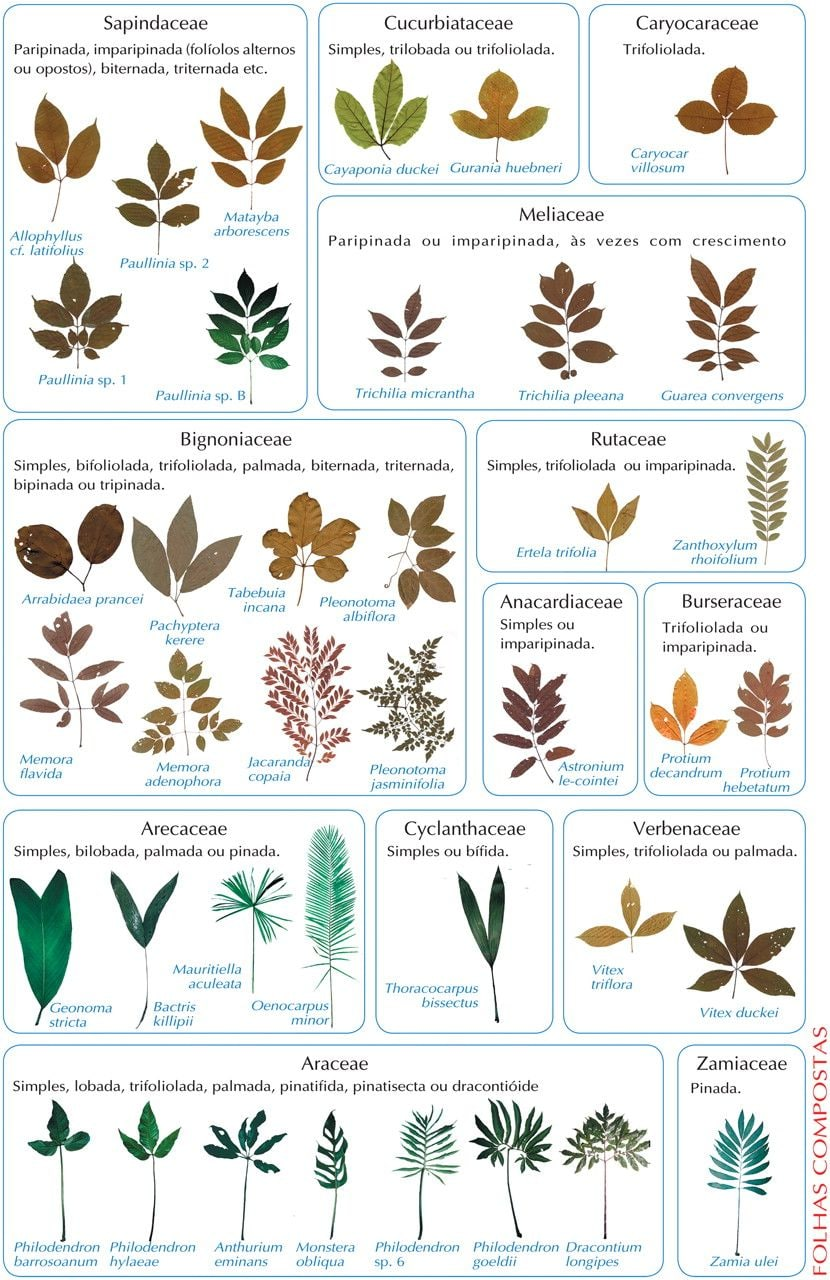 Sapindaceae
Paripinada, imparipinada (folíolos alternos
ou opostos), biternada, triternada etc.
Allophyllus
cf. latifolius
Paullinia sp. 2
Matayba
arborescens
Paullinia sp. 1
Paullinia sp. B
Cucurbiataceae
Simples, trilobada ou trifoliolada.
Cayaponia duckei
Gurania huebneri
Caryocaraceae
Trifoliolada.
Caryocar
villosum
Meliaceae
Paripinada ou imparipinada, às vezes com crescimento
Trichilia micrantha
Trichilia pleeana
Guarea convergens
Bignoniaceae
Simples, bifoliolada, trifoliolada, palmada, biternada, triternada,
bipinada ou tripinada.
Arrabidaea prancei
Pachyptera
kerere
Tabebuia
incana
Pleonotoma
albiflora
Memora
flavida
Memora
adenophora
Jacaranda
copaia
Pleonotoma
jasminifolia
Rutaceae
Simples, trifoliolada ou imparipinada.
Ertela trifolia
Zanthoxylum
rhoifolium
Anacardiaceae
Simples ou
imparipinada.
Astronium
le-cointei
Burseraceae
Trifoliolada ou
imparipinada.
Protium
decandrum
Protium
hebetatum
Arecaceae
Simples, bilobada, palmada ou pinada.
Geonoma
stricta
Bactris
killipii
Mauritiella
aculeata
Oenocarpus
minor
Cyclanthaceae
Simples ou bífida.
Thoracocarpus
bissectus
Verbenaceae
Simples, trifoliolada ou palmada.
Vitex
triflora
Vitex duckei
Araceae
Simples, lobada, trifoliolada, palmada, pinatifida, pinatisecta ou dracontióide
Philodendron
barrosoanum
Philodendron
hylaeae
Anthurium
eminans
Monstera
obliqua
Philodendron
sp. 6
Philodendron
goeldii
Dracontium
longipes
Zamiaceae
Pinada.
Zamia ulei
FOLHAS COMPOSTAS